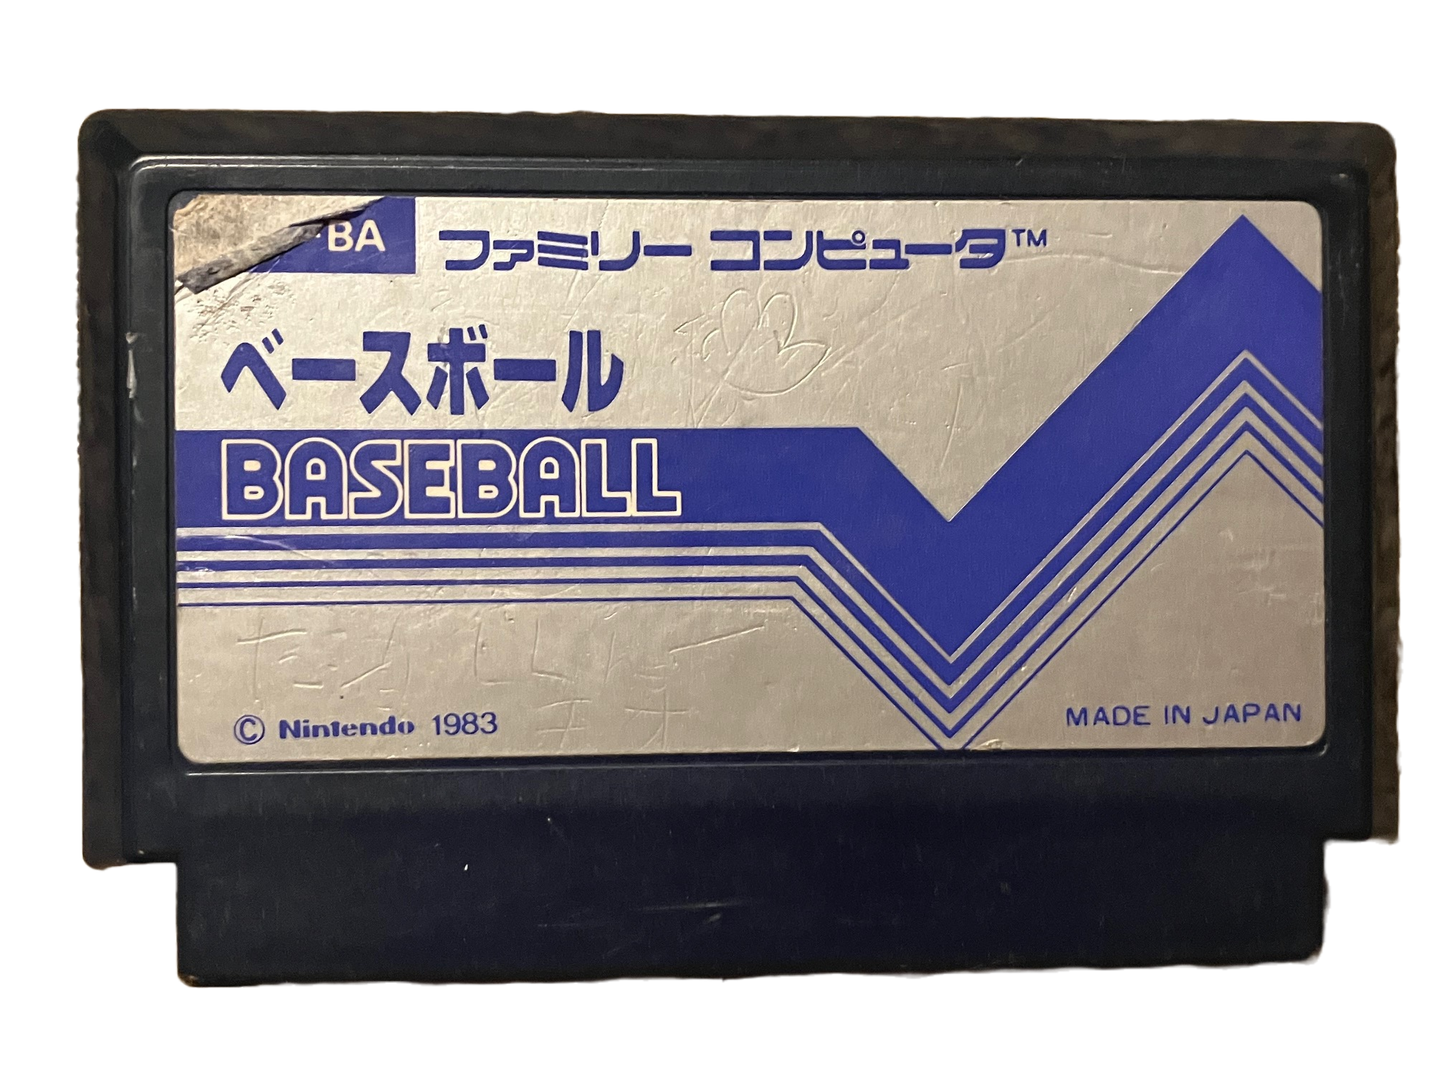 BA
ファミリー コンピュータ™
ベースボール
BASEBALL
© Nintendo 1983
MADE IN JAPAN